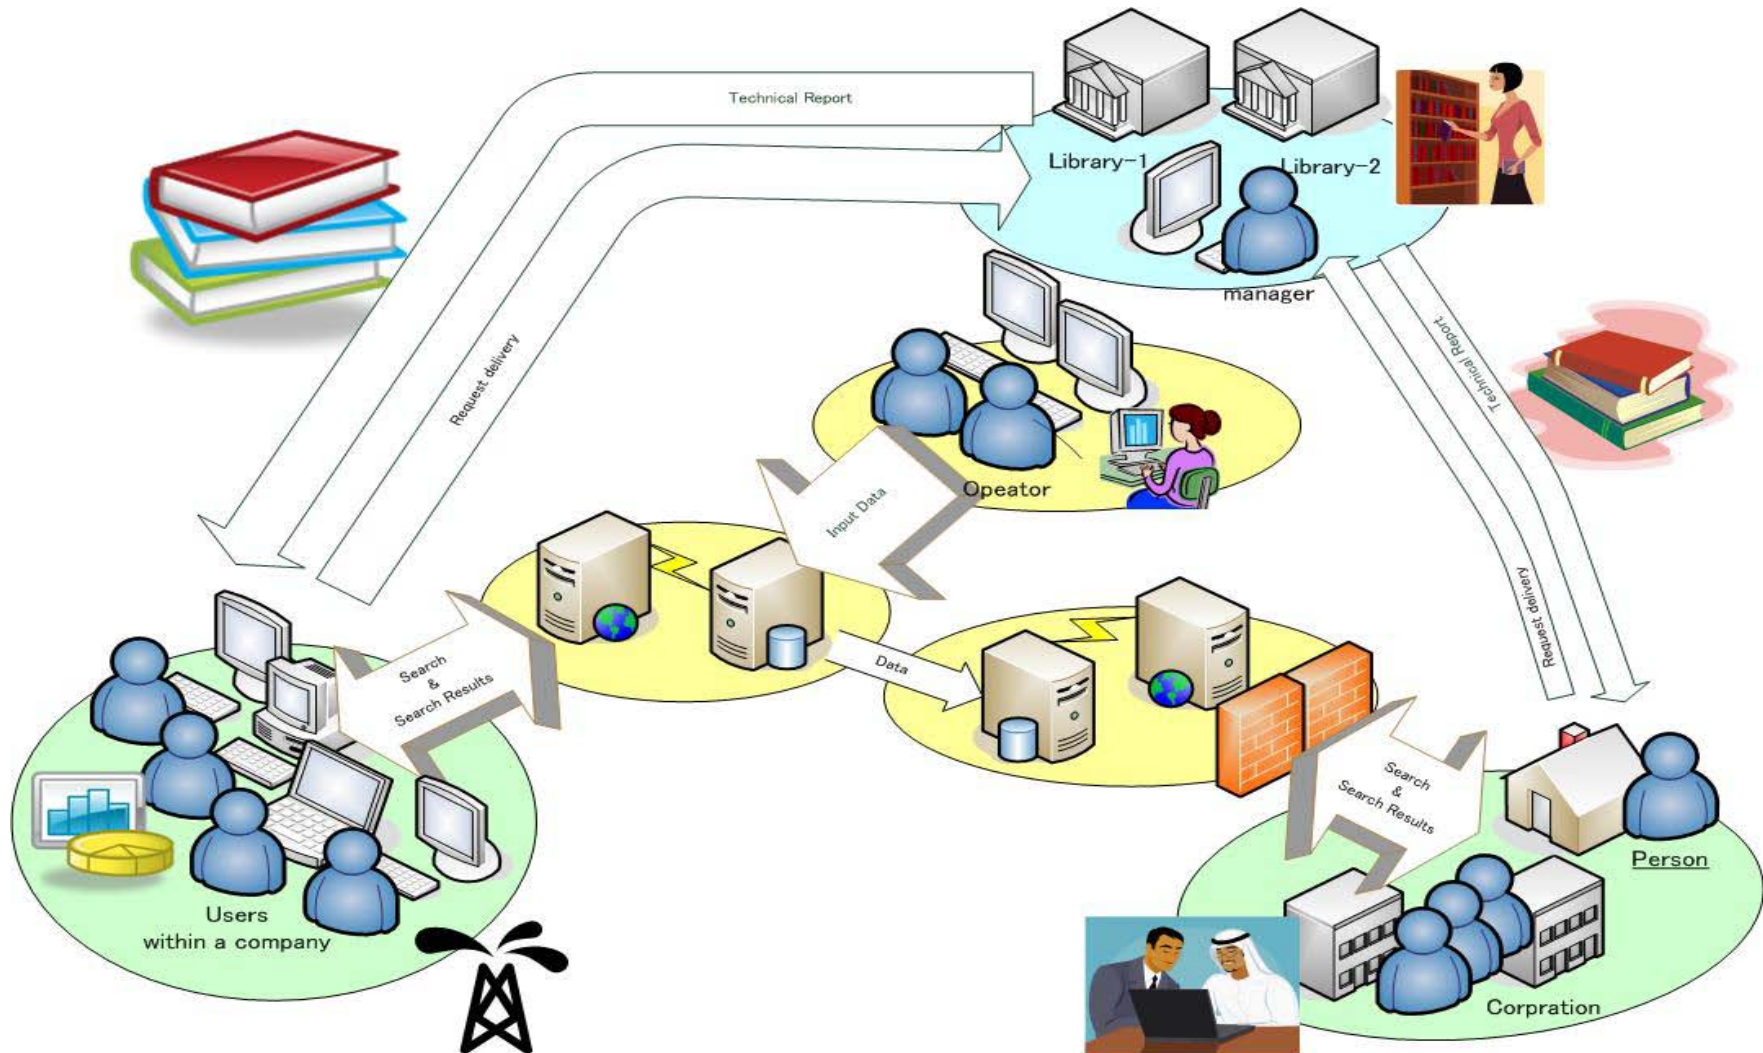 Technical Report
Library-1
Library-2
manager
Request delivery
Technical Report
Opeator
Input Data
Request delivery
Search
&
Search Results
Data
Search
&
Search Results
Person
Users
within a company
Corpration